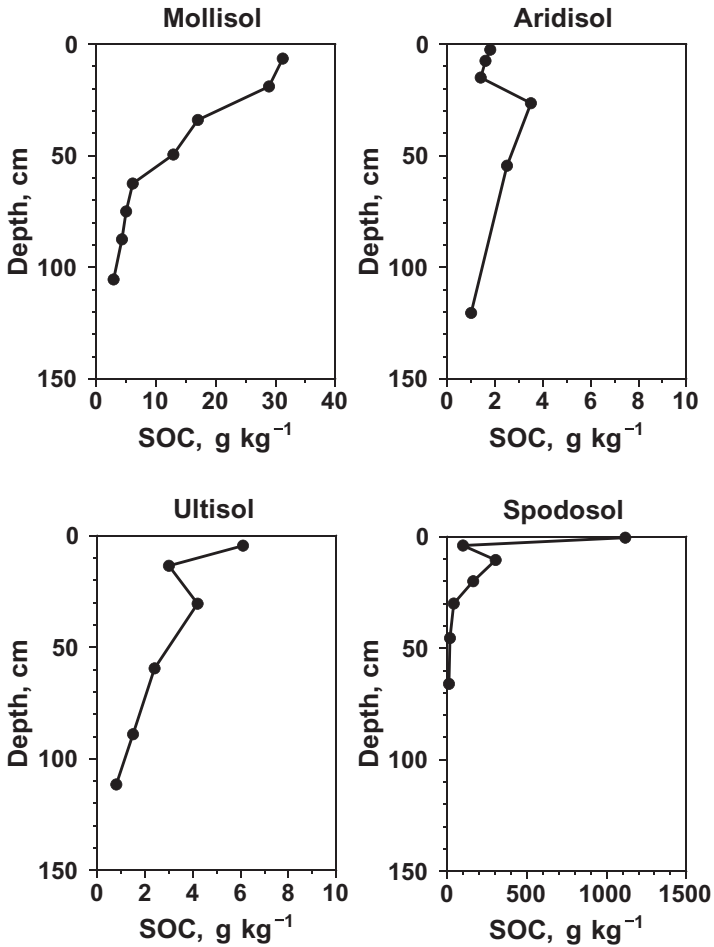 Mollisol
0
50
100
150
Depth, cm
0 10 20 30 40
SOC, g kg⁻¹
Aridisol
0
50
100
150
Depth, cm
0 2 4 6 8 10
SOC, g kg⁻¹
Ultisol
0
50
100
150
Depth, cm
0 2 4 6 8 10
SOC, g kg⁻¹
Spodosol
0
50
100
150
Depth, cm
0 500 1000 1500
SOC, g kg⁻¹